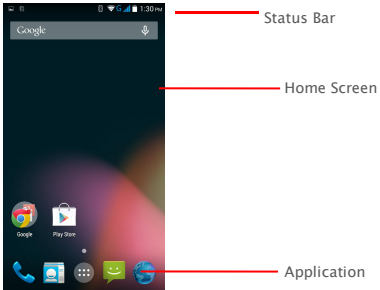 G 1:30 PM
Status Bar
Google
Home Screen
Google
Play Store
Application